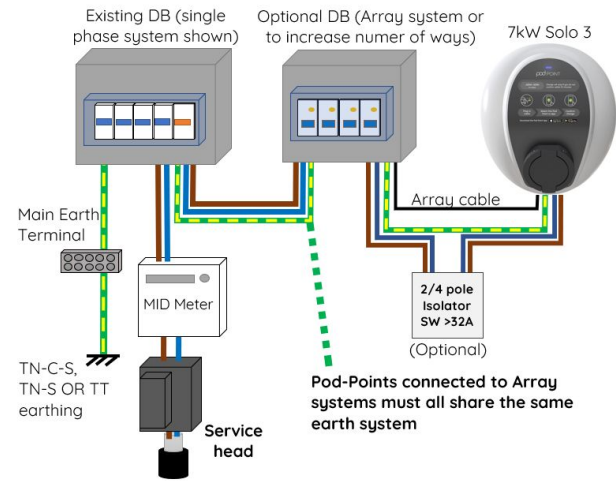 Existing DB (single
phase system shown)
Optional DB (Array system or
to increase numer of ways)
7kW Solo 3
Array cable
Main Earth
Terminal
MID Meter
2/4 pole
Isolator
SW >32A
(Optional)
TN-C-S,
TN-S OR TT
earthing
Pod-Points connected to Array
systems must all share the same
earth system
Service
head